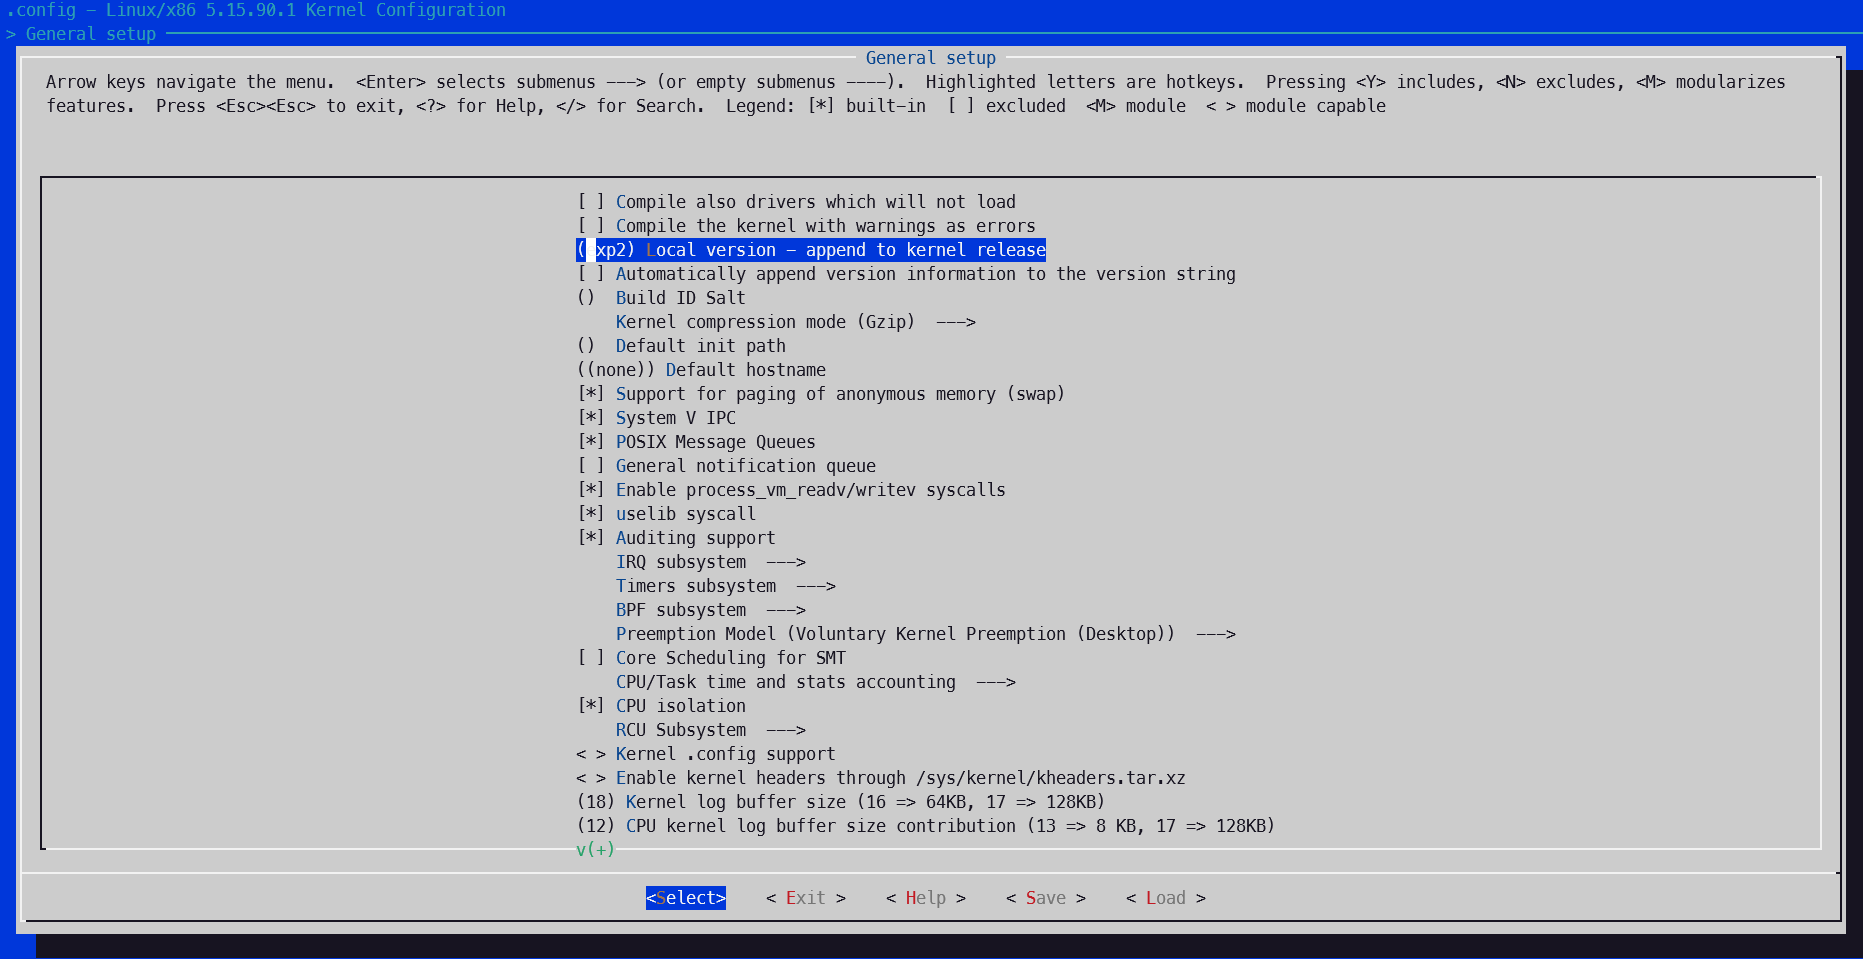 .config - Linux/x86 5.15.90.1 Kernel Configuration
> General setup
General setup
Arrow keys navigate the menu.  <Enter> selects submenus ---> (or empty submenus ----).  Highlighted letters are hotkeys.  Pressing <Y> includes, <N> excludes, <M> modularizes
features.  Press <Esc><Esc> to exit, <?> for Help, </> for Search.  Legend: [*] built-in  [ ] excluded  <M> module  < > module capable
[ ] Compile also drivers which will not load
[ ] Compile the kernel with warnings as errors
( xp2) Local version - append to kernel release
[ ] Automatically append version information to the version string
()  Build ID Salt
    Kernel compression mode (Gzip)  --->
()  Default init path
((none)) Default hostname
[*] Support for paging of anonymous memory (swap)
[*] System V IPC
[*] POSIX Message Queues
[ ] General notification queue
[*] Enable process_vm_readv/writev syscalls
[*] uselib syscall
[*] Auditing support
    IRQ subsystem  --->
    Timers subsystem  --->
    BPF subsystem  --->
    Preemption Model (Voluntary Kernel Preemption (Desktop))  --->
[ ] Core Scheduling for SMT
    CPU/Task time and stats accounting  --->
[*] CPU isolation
    RCU Subsystem  --->
< > Kernel .config support
< > Enable kernel headers through /sys/kernel/kheaders.tar.xz
(18) Kernel log buffer size (16 => 64KB, 17 => 128KB)
(12) CPU kernel log buffer size contribution (13 => 8 KB, 17 => 128KB)
v(+)
<Select>    < Exit >    < Help >    < Save >    < Load >